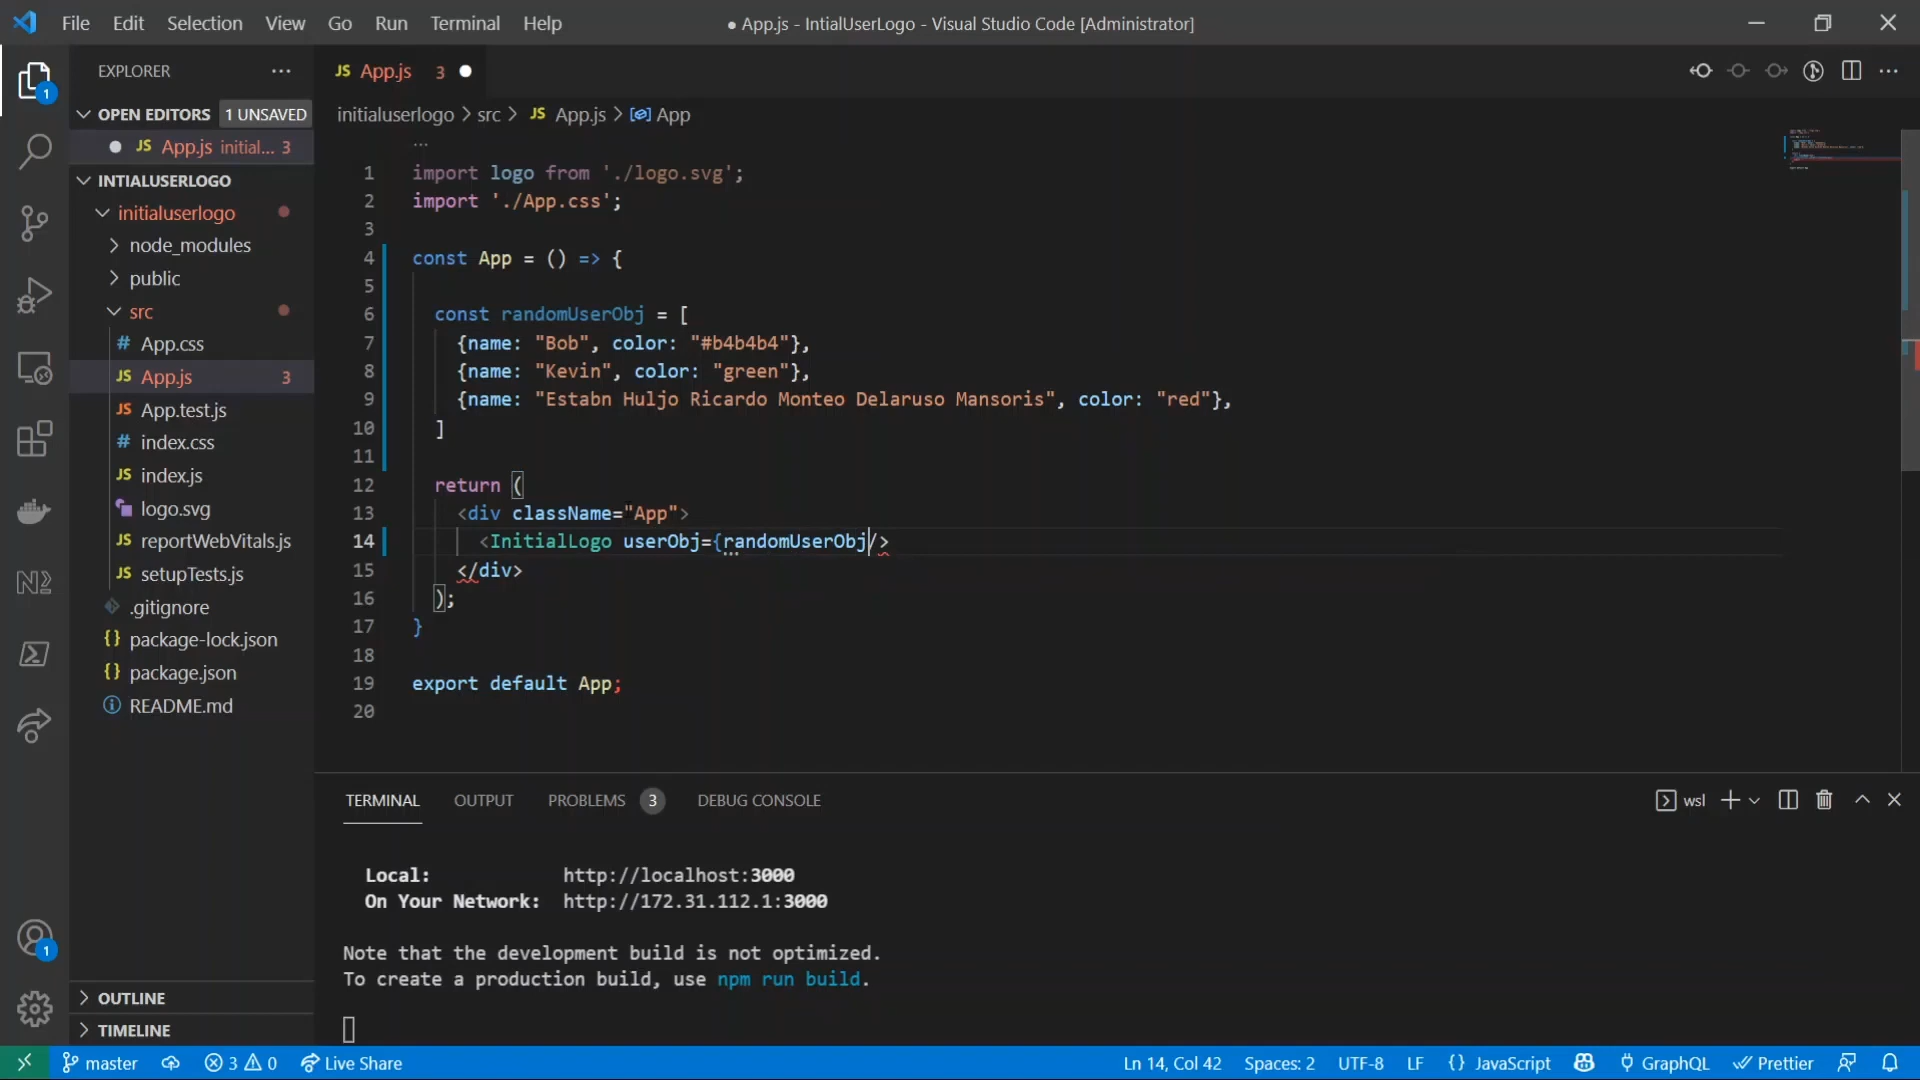 File Edit Selection View Go Run Terminal Help
● App.js - IntialUserLogo - Visual Studio Code [Administrator]
EXPLORER ...
JS App.js 3 ●
OPEN EDITORS 1 UNSAVED
● JS App.js initial... 3
INTIALUSERLOGO
initialuserlogo
node_modules
public
src
# App.css
JS App.js 3
JS App.test.js
# index.css
JS index.js
logo.svg
JS reportWebVitals.js
JS setupTests.js
.gitignore
{} package-lock.json
{} package.json
README.md
OUTLINE
TIMELINE
initialuserlogo > src > JS App.js > App
...
1 import logo from './logo.svg';
2 import './App.css';
3
4 const App = () => {
5
6 const randomUserObj = [
7 {name: "Bob", color: "#b4b4b4"},
8 {name: "Kevin", color: "green"},
9 {name: "Estabn Huljo Ricardo Monteo Delaruso Mansoris", color: "red"},
10 ]
11
12 return (
13 <div className="App">
14 <InitialLogo userObj={randomUserObj/>
15 </div>
16 );
17 }
18
19 export default App;
20
TERMINAL OUTPUT PROBLEMS 3 DEBUG CONSOLE
wsl
Local: http://localhost:3000
On Your Network: http://172.31.112.1:3000
Note that the development build is not optimized.
To create a production build, use npm run build.
1
1
N2
master 3 0 Live Share
Ln 14, Col 42 Spaces: 2 UTF-8 LF {} JavaScript GraphQL Prettier